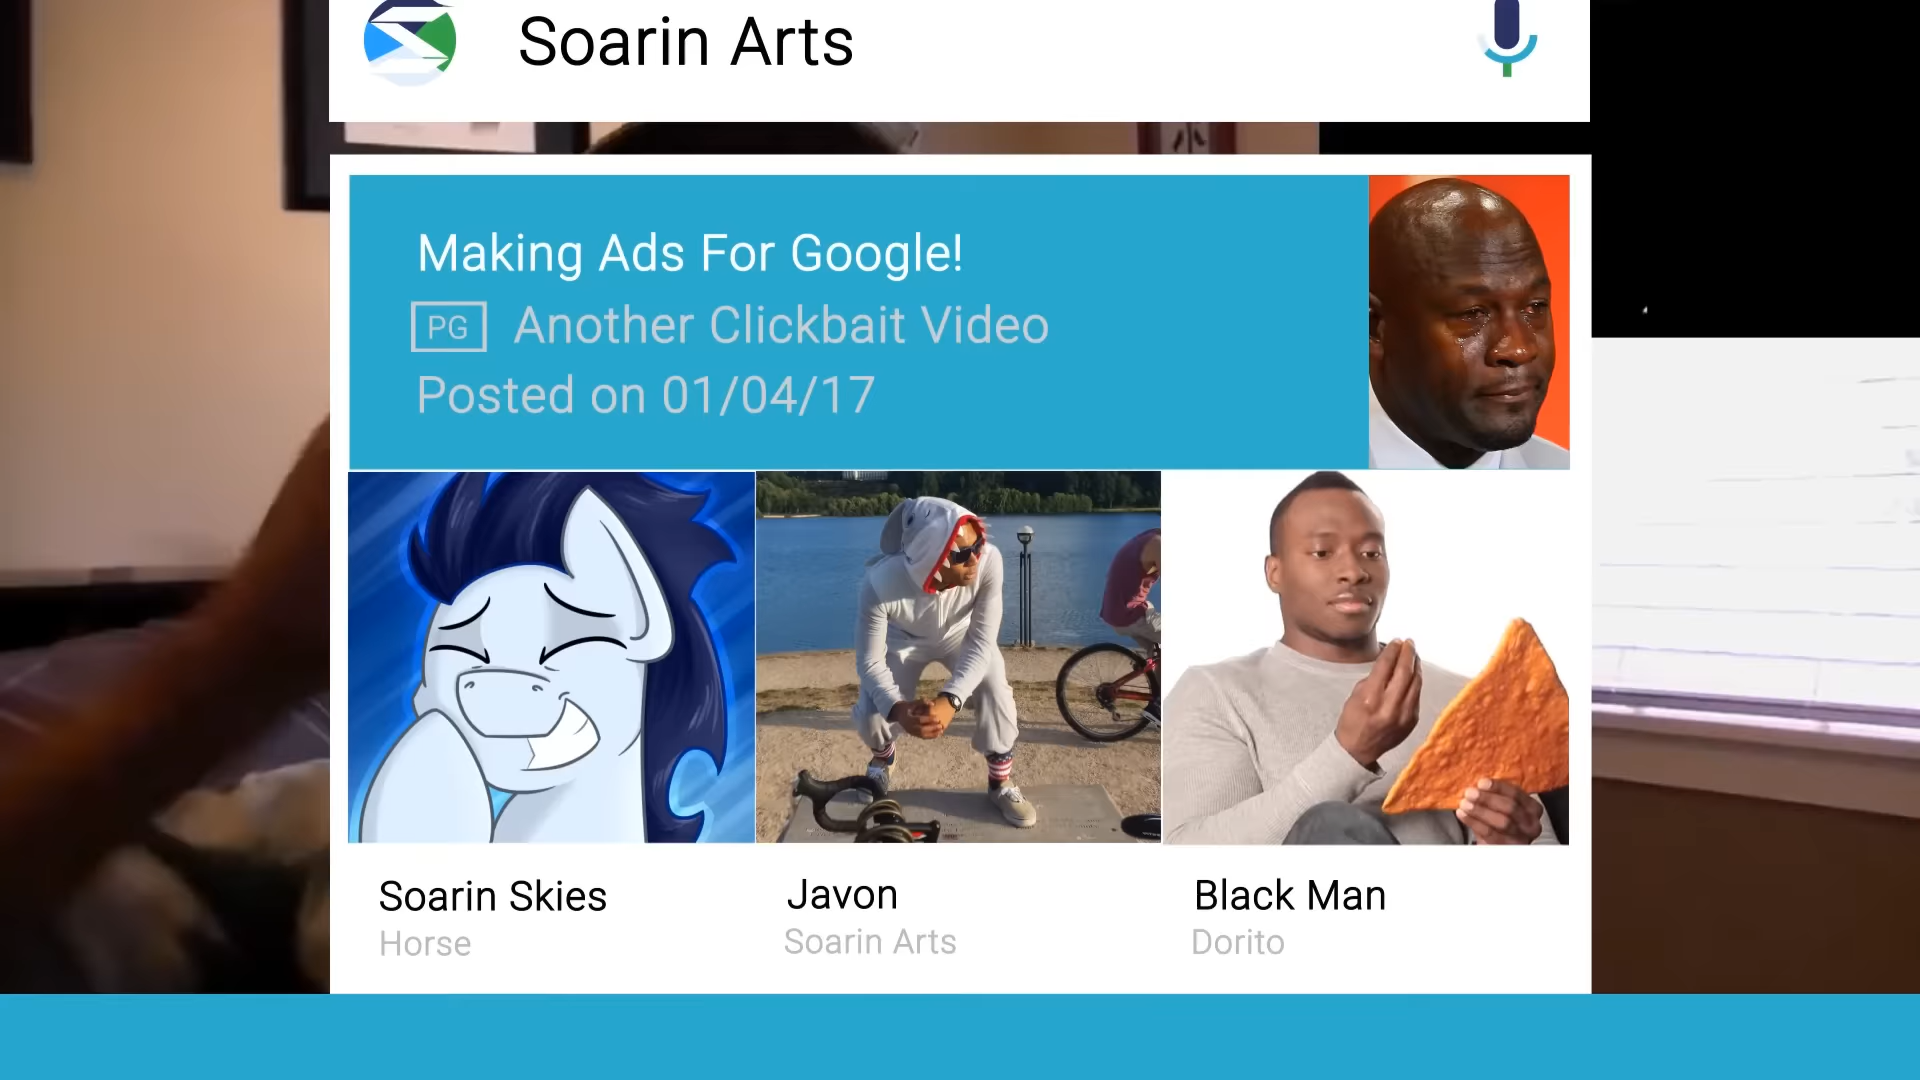 Soarin Arts
Making Ads For Google!
PG Another Clickbait Video
Posted on 01/04/17
Soarin Skies
Horse
Javon
Soarin Arts
Black Man
Dorito